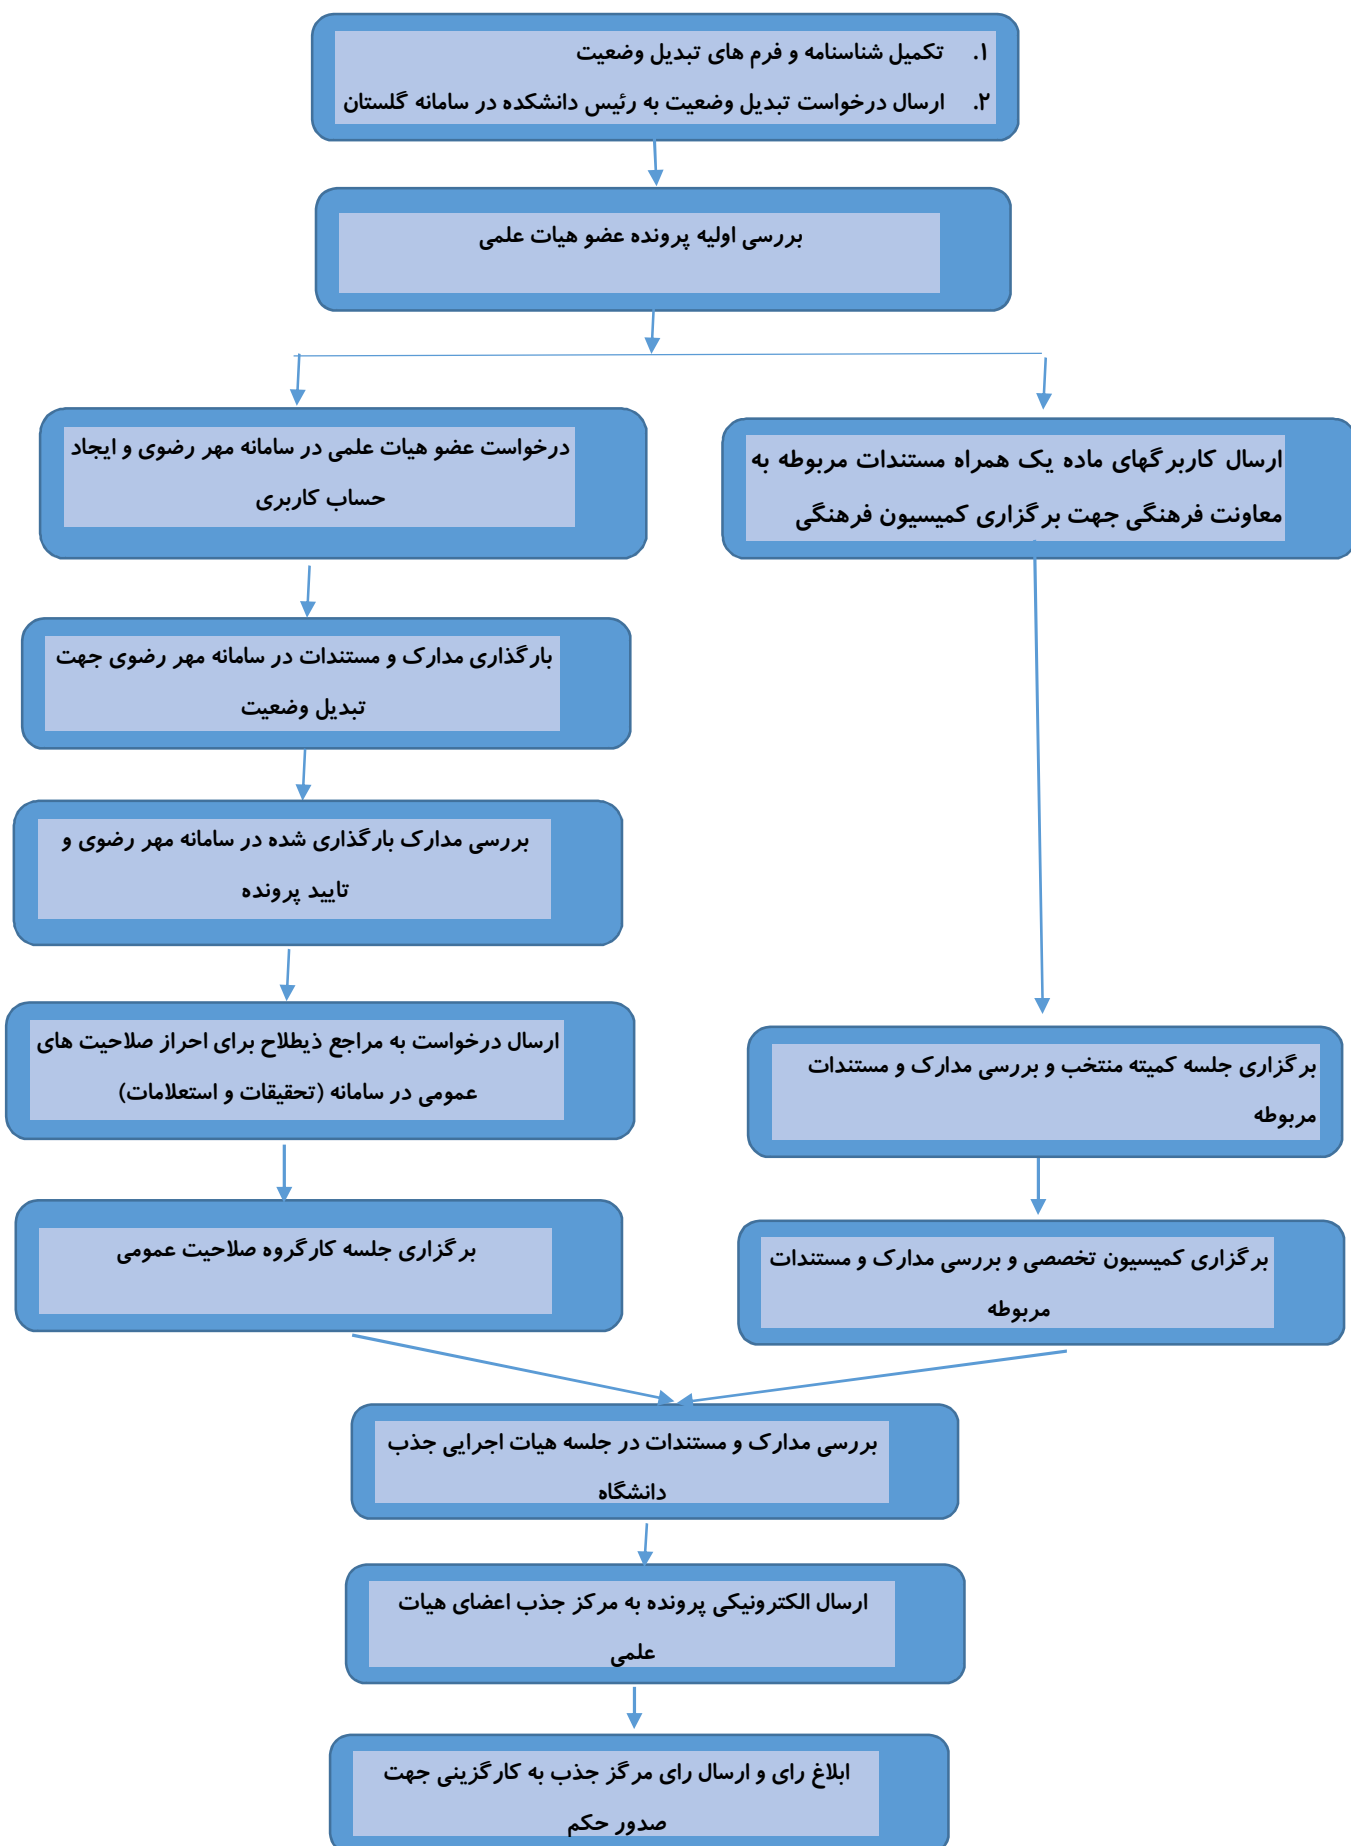 ۱. تکمیل شناسنامه و فرم های تبدیل وضعیت
۲. ارسال درخواست تبدیل وضعیت به رئیس دانشکده در سامانه گلستان
بررسی اولیه پرونده عضو هیات علمی
ارسال کاربرگهای ماده یک همراه مستندات مربوطه به
معاونت فرهنگی جهت برگزاری کمیسیون فرهنگی
درخواست عضو هیات علمی در سامانه مهر رضوی و ایجاد
حساب کاربری
بارگذاری مدارک و مستندات در سامانه مهر رضوی جهت
تبدیل وضعیت
بررسی مدارک بارگذاری شده در سامانه مهر رضوی و
تایید پرونده
ارسال درخواست به مراجع ذیطلاح برای احراز صلاحیت های
عمومی در سامانه (تحقیقات و استعلامات)
برگزاری جلسه کارگروه صلاحیت عمومی
برگزاری جلسه کمیته منتخب و بررسی مدارک و مستندات
مربوطه
برگزاری کمیسیون تخصصی و بررسی مدارک و مستندات
مربوطه
بررسی مدارک و مستندات در جلسه هیات اجرایی جذب
دانشگاه
ارسال الکترونیکی پرونده به مرکز جذب اعضای هیات
علمی
ابلاغ رای و ارسال رای مرگز جذب به کارگزینی جهت
صدور حکم